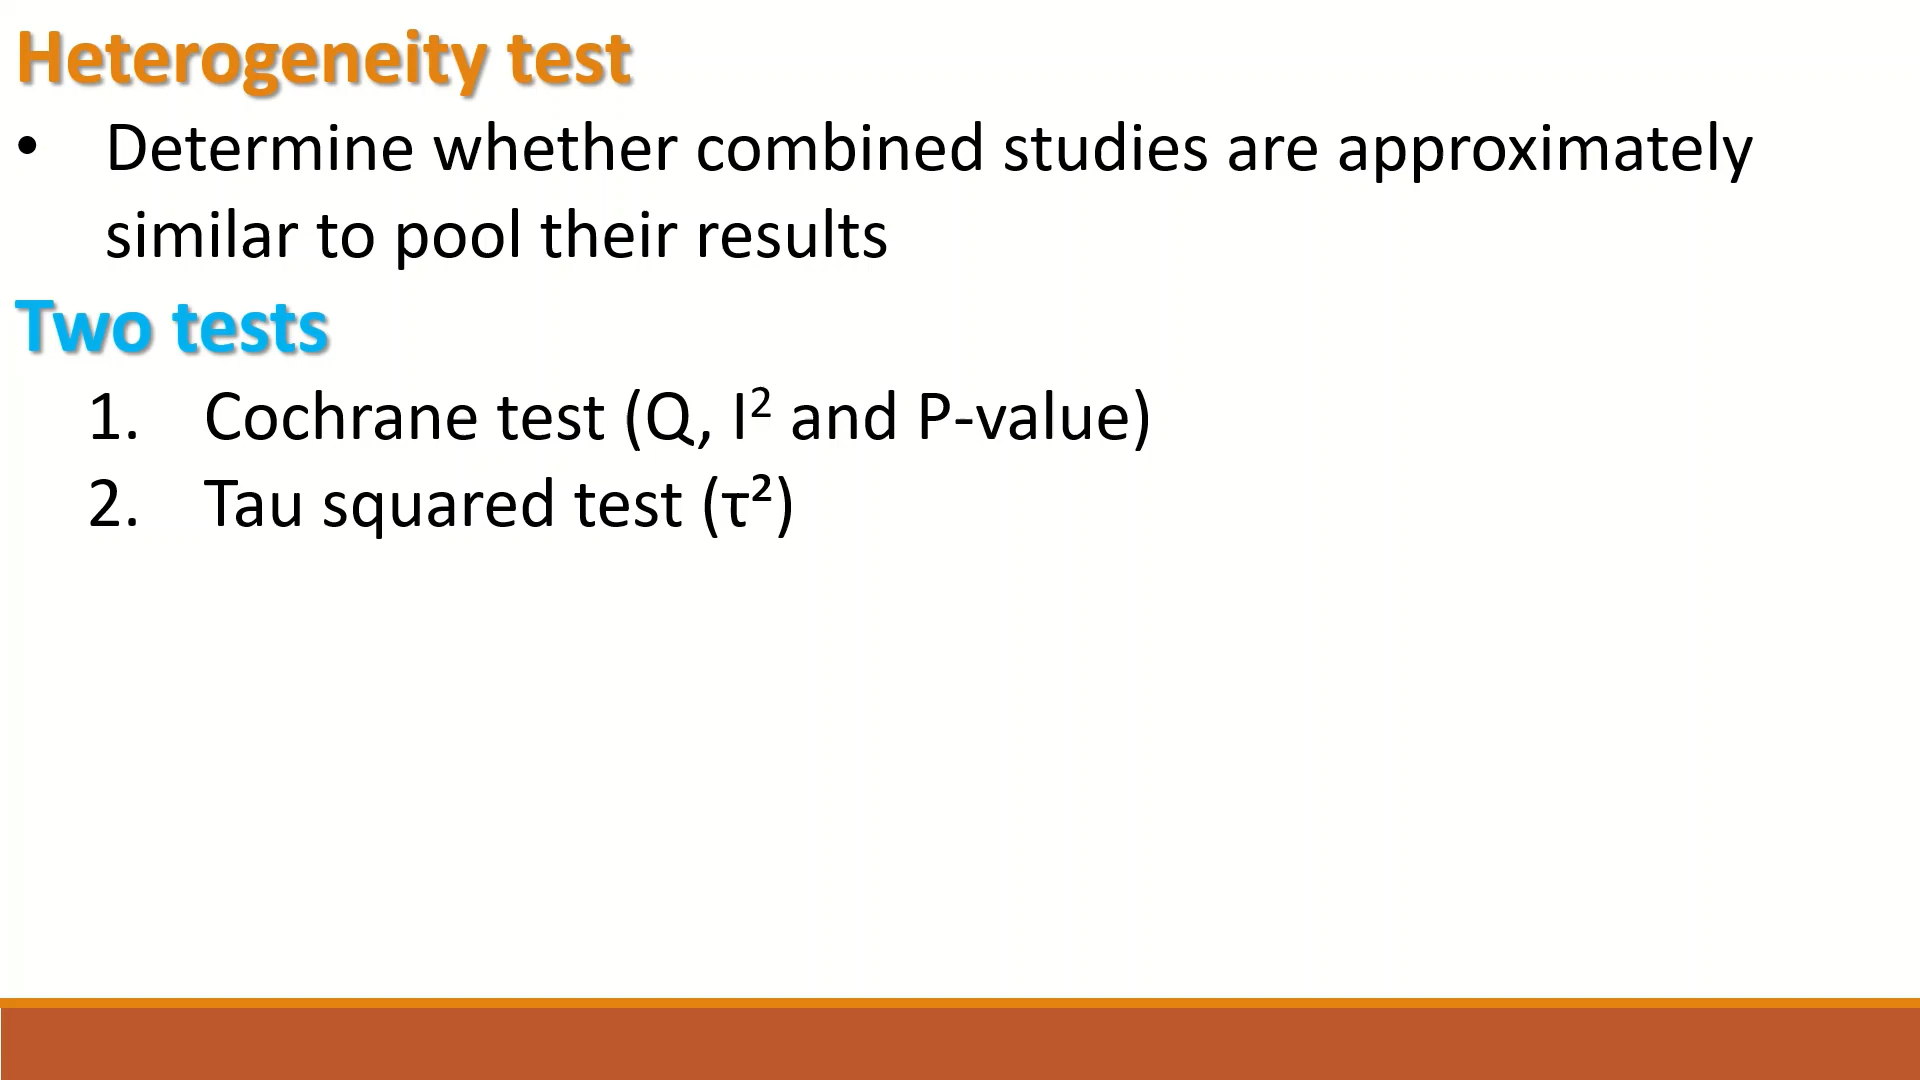 Heterogeneity test
• Determine whether combined studies are approximately
similar to pool their results
Two tests
1. Cochrane test (Q, I² and P-value)
2. Tau squared test (τ²)